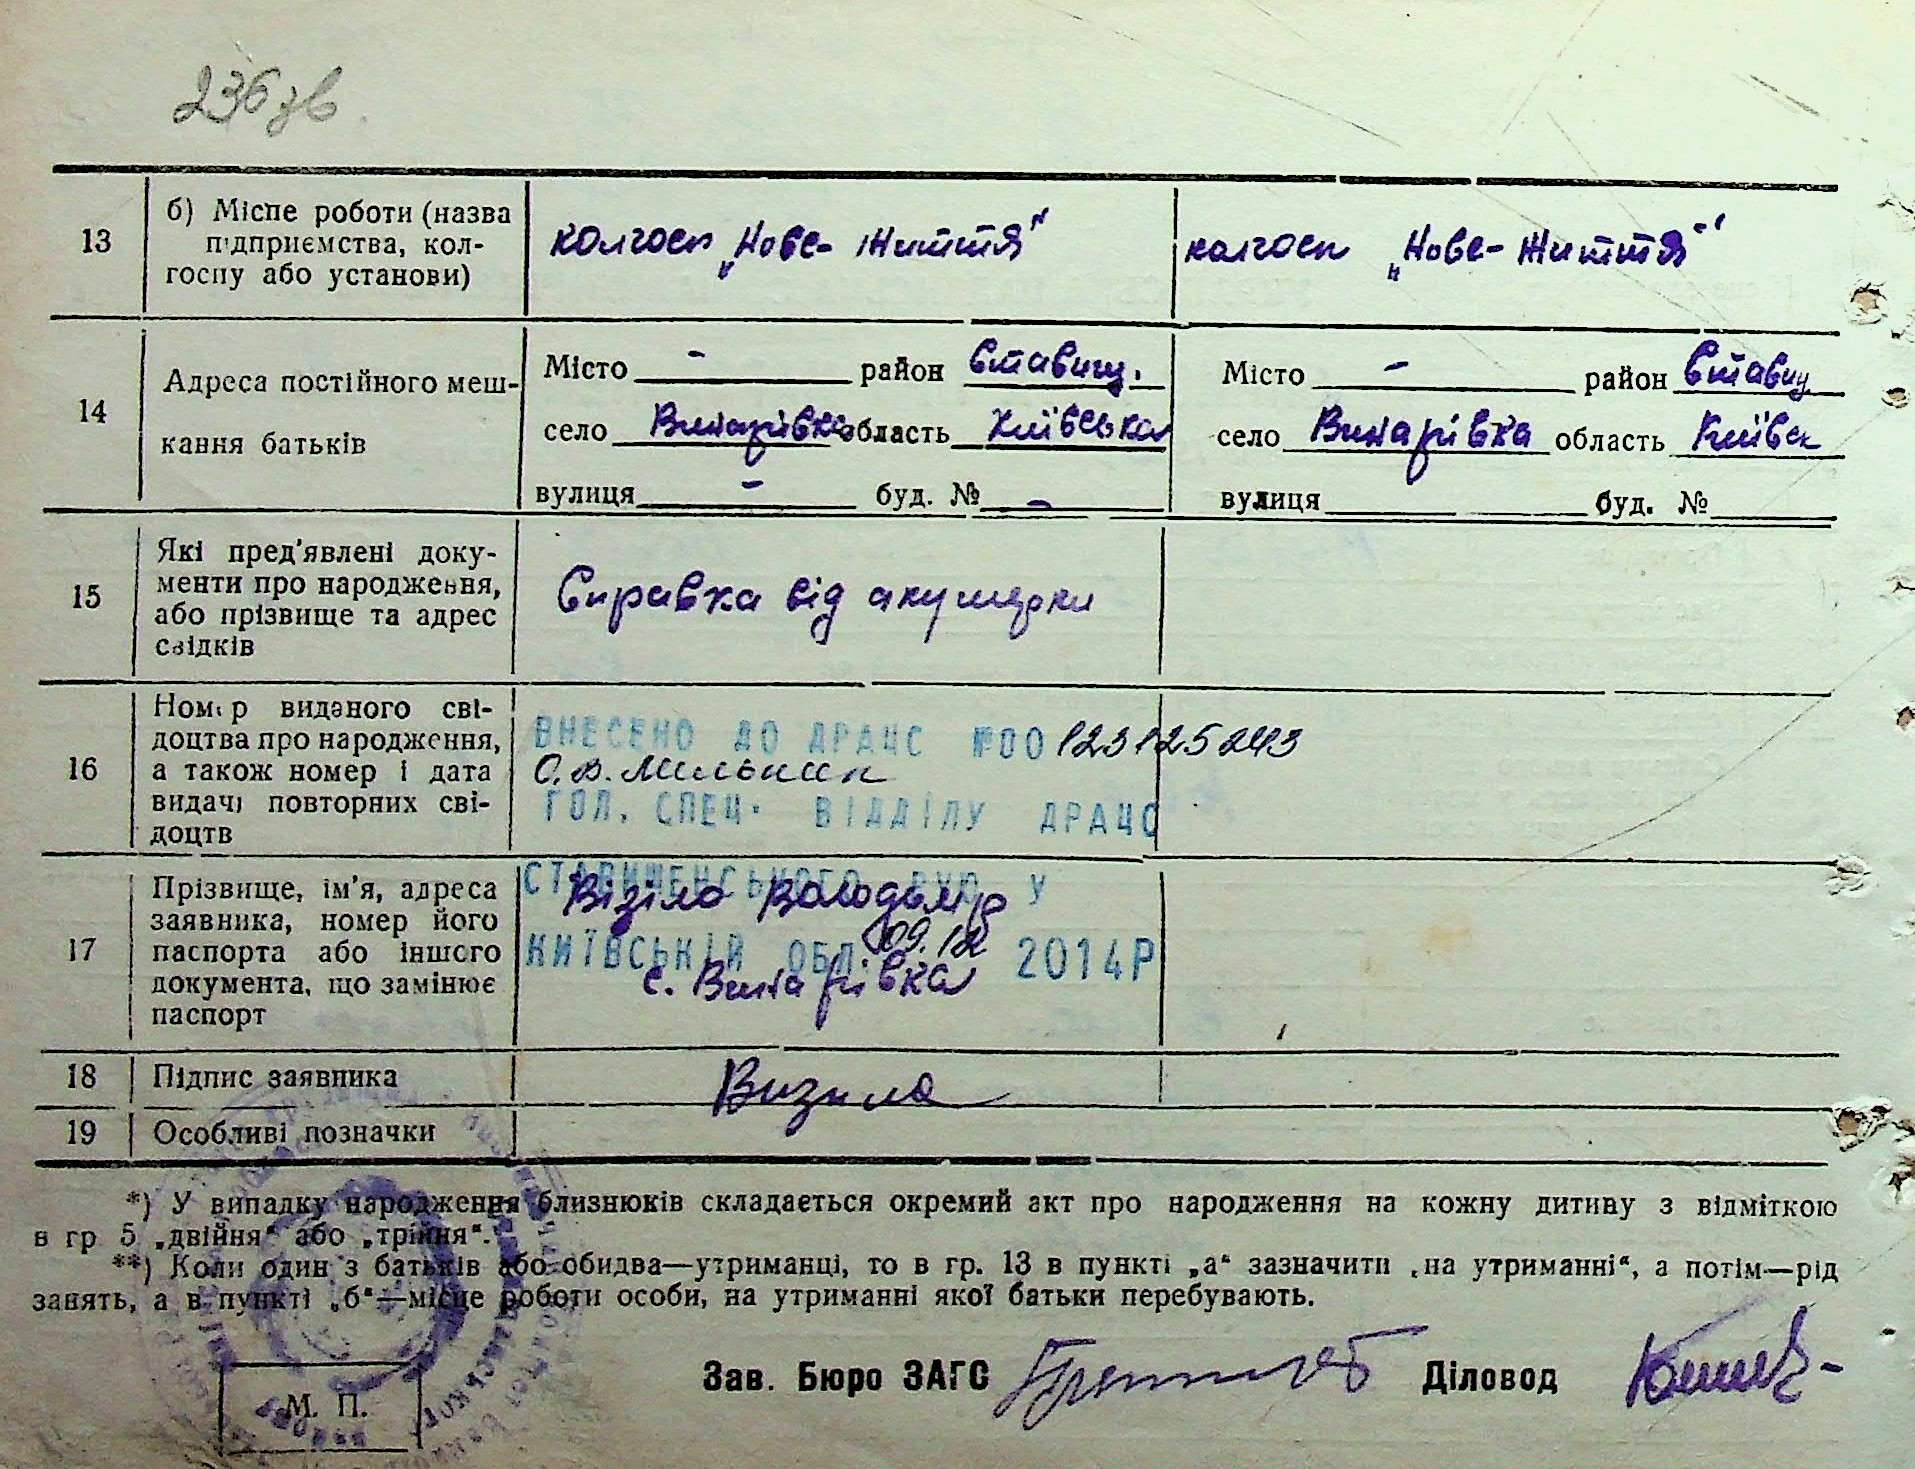 236 зв.
13 б) Місце роботи (назва підприємства, колгоспу або установи) колгосп „Нове-Життя" колгосп „Нове-Життя"
14 Адреса постійного мешкання батьків
Місто - район Ставищ. Місто - район Ставищ
село Винарівка область Київська село Винарівка область Київськ
вулиця - буд. № - вулиця буд. №
15 Які пред'явлені документи про народження, або прізвище та адрес свідків Справка від акушерки
16 Номер виданого свідоцтва про народження, а також номер і дата видачі повторних свідоцтв
ВНЕСЕНО ДО ДРАЦС №00123125243
О.В.
ГОЛ. СПЕЦ. ВІДДІЛУ ДРАЦС
СТАВИЩЕНСЬКОГО РУЮ У
КИЇВСЬКІЙ ОБЛ. 09.12 2014Р
17 Прізвище, ім'я, адреса заявника, номер його паспорта або іншого документа, що замінює паспорт
Візіло Володимир
с. Винарівка
18 Підпис заявника Визило
19 Особливі позначки
*) У випадку народження близнюків складається окремий акт про народження на кожну дитину з відміткою
в гр 5 „двійня“ або „трійня“.
**) Коли один з батьків або обидва—утриманці, то в гр. 13 в пункті „а“ зазначити „на утриманні“, а потім—рід
занять, а в пункті „б“—місце роботи особи, на утриманні якої батьки перебувають.
Зав. Бюро ЗАГС Діловод
М. П.